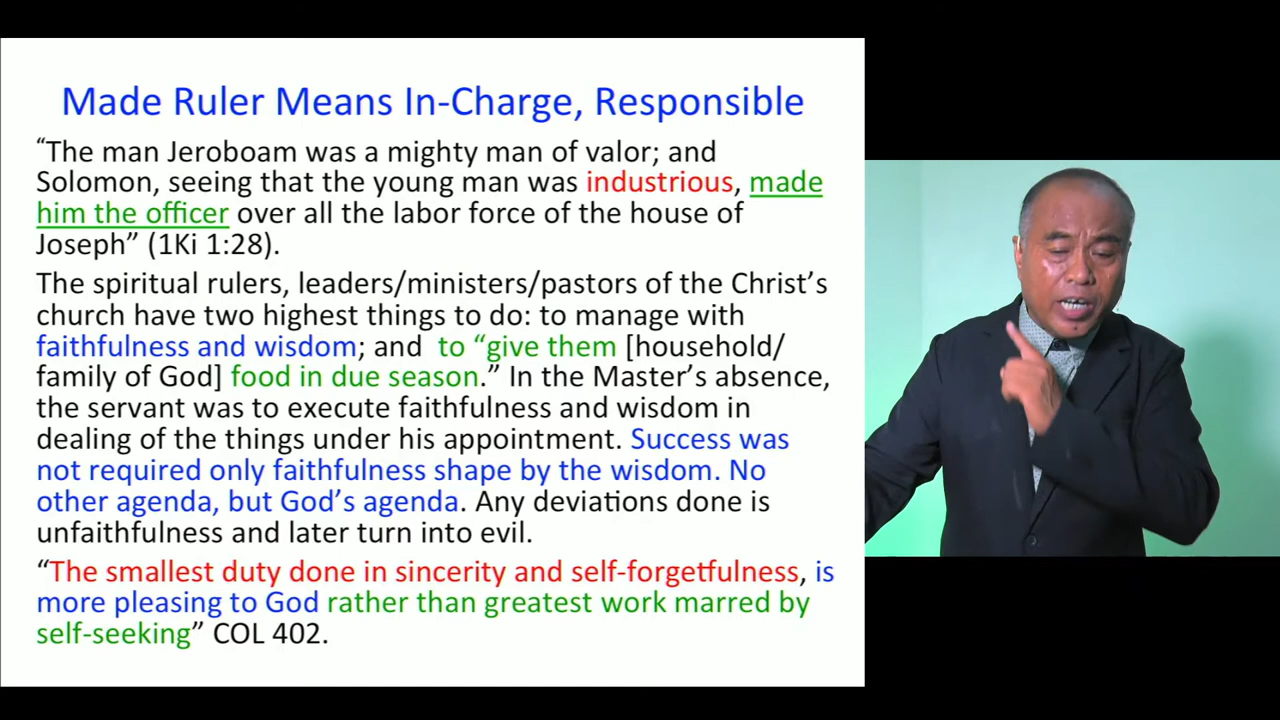 Made Ruler Means In-Charge, Responsible
“The man Jeroboam was a mighty man of valor; and
Solomon, seeing that the young man was industrious, made
him the officer over all the labor force of the house of
Joseph” (1Ki 1:28).
The spiritual rulers, leaders/ministers/pastors of the Christ’s
church have two highest things to do: to manage with
faithfulness and wisdom; and to “give them [household/
family of God] food in due season.” In the Master’s absence,
the servant was to execute faithfulness and wisdom in
dealing of the things under his appointment. Success was
not required only faithfulness shape by the wisdom. No
other agenda, but God’s agenda. Any deviations done is
unfaithfulness and later turn into evil.
“The smallest duty done in sincerity and self-forgetfulness, is
more pleasing to God rather than greatest work marred by
self-seeking” COL 402.